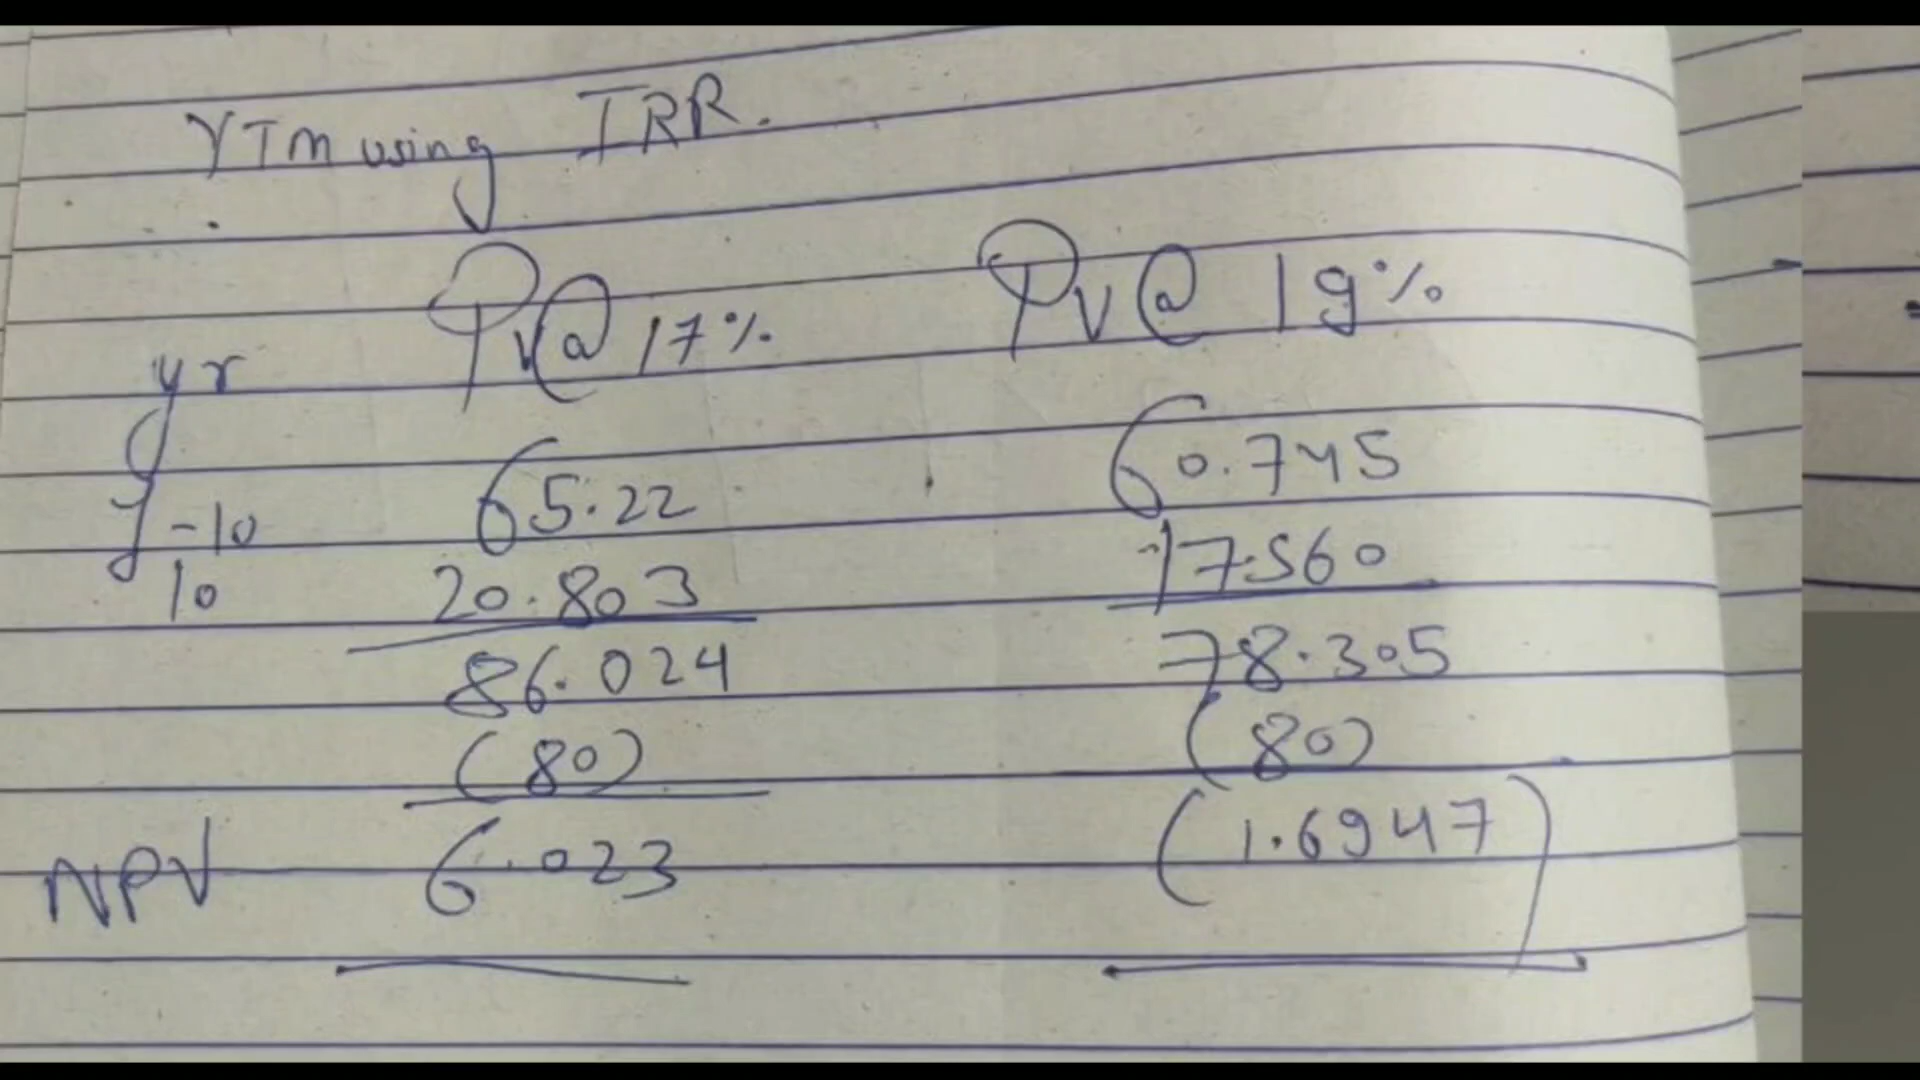 YTM using IRR.
yr PV@ 17% PV@ 19%
1-10 65.22 60.745
10 20.803 17.560
86.024 78.305
(80) (80)
NPV 6.023 (1.6947)